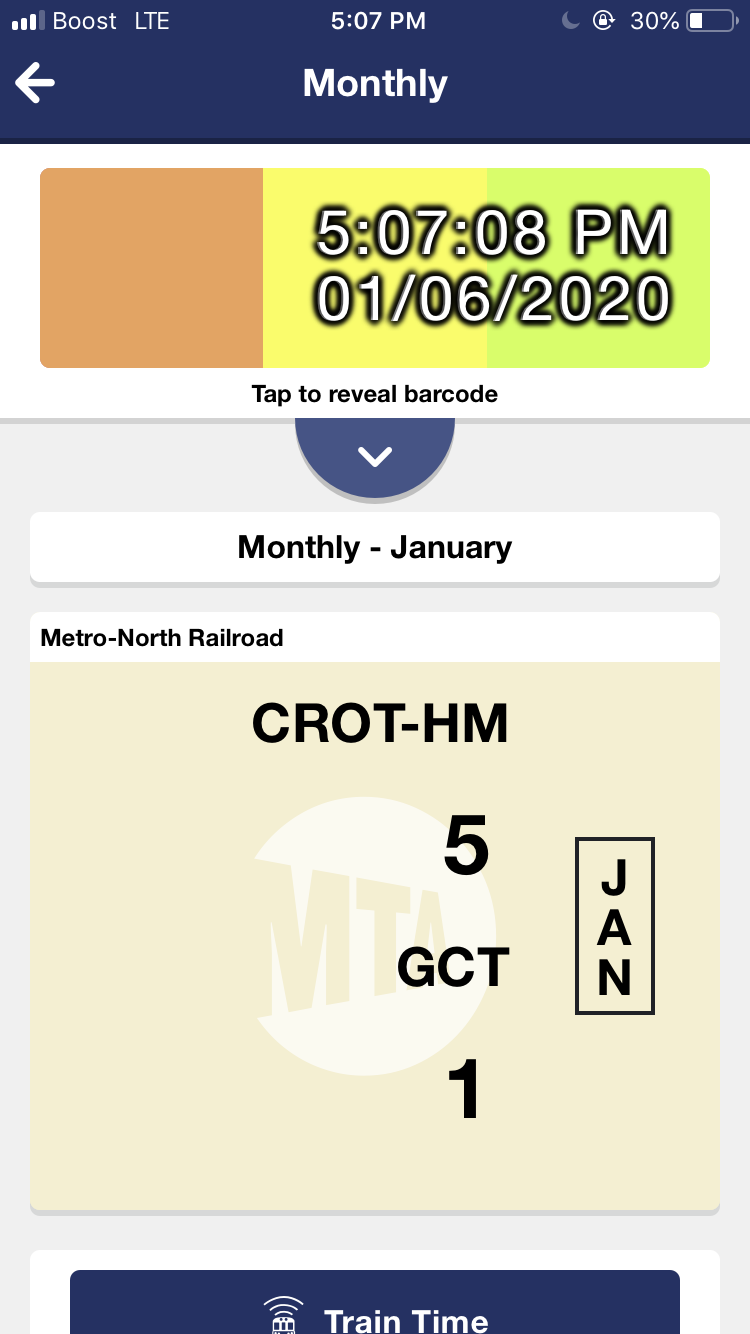 Boost LTE 5:07 PM 30%
Monthly
5:07:08 PM
01/06/2020
Tap to reveal barcode
Monthly - January
Metro-North Railroad
CROT-HM
5
MTA
GCT
1
J
A
N
Train Time